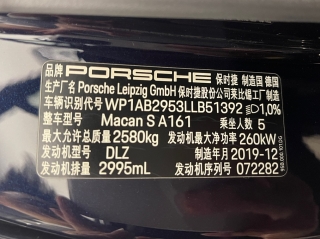 品牌 PORSCHE 保时捷 制造国 德国
生产厂名 Porsche Leipzig GmbH 保时捷股份公司莱比锡工厂制造
车辆识别代号 WP1AB2953LLB51392 1,0%
整车型号 Macan S A161 乘坐人数 5
最大允许总质量 2580kg 发动机最大净功率 260kW
发动机型号 DLZ 制造年月 2019-12
发动机排量 2995mL 发动机序列号 072282